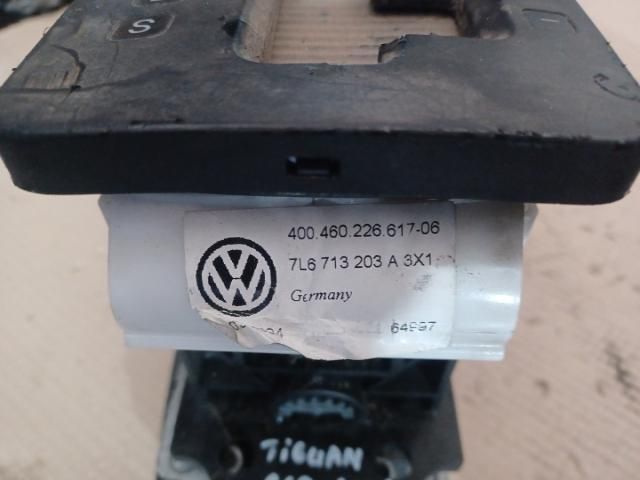 S
400.460.226.617-06
7L6 713 203 A 3X1
Germany
64997
TIGUAN